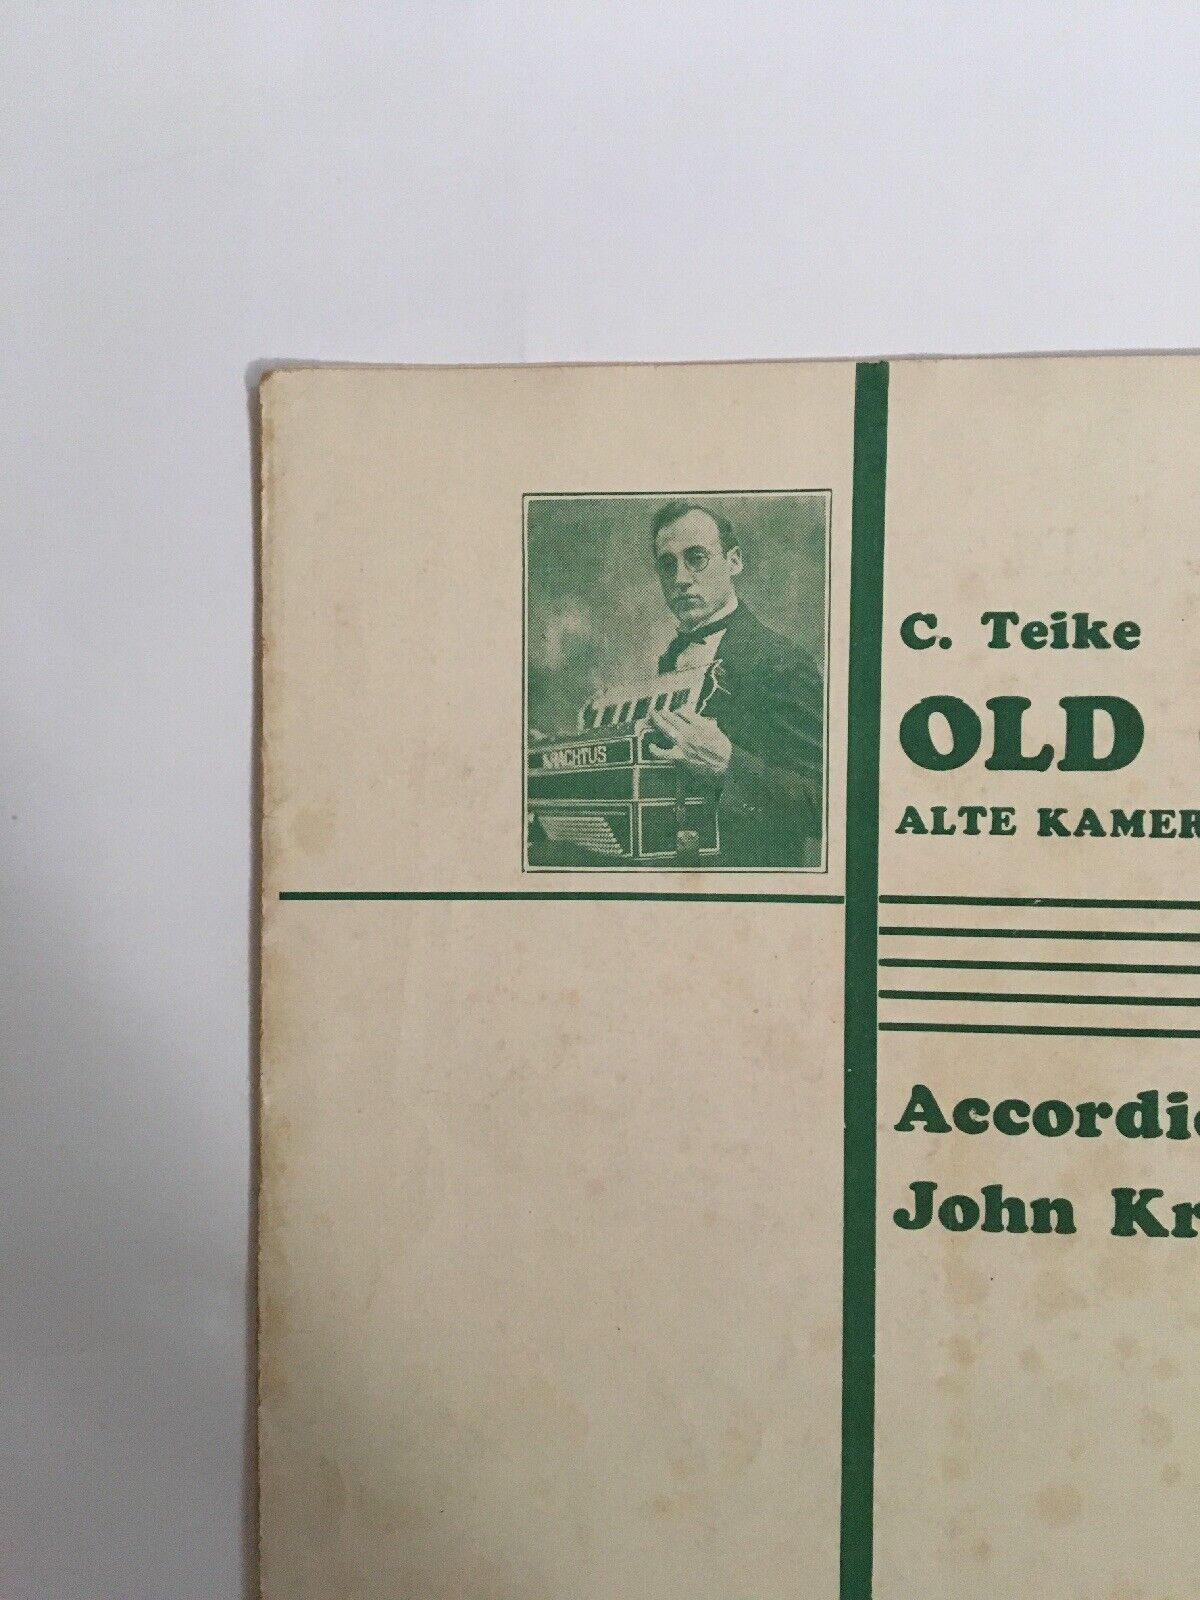 C. Teike
OLD
ALTE KAMER
Accordi
John Kr